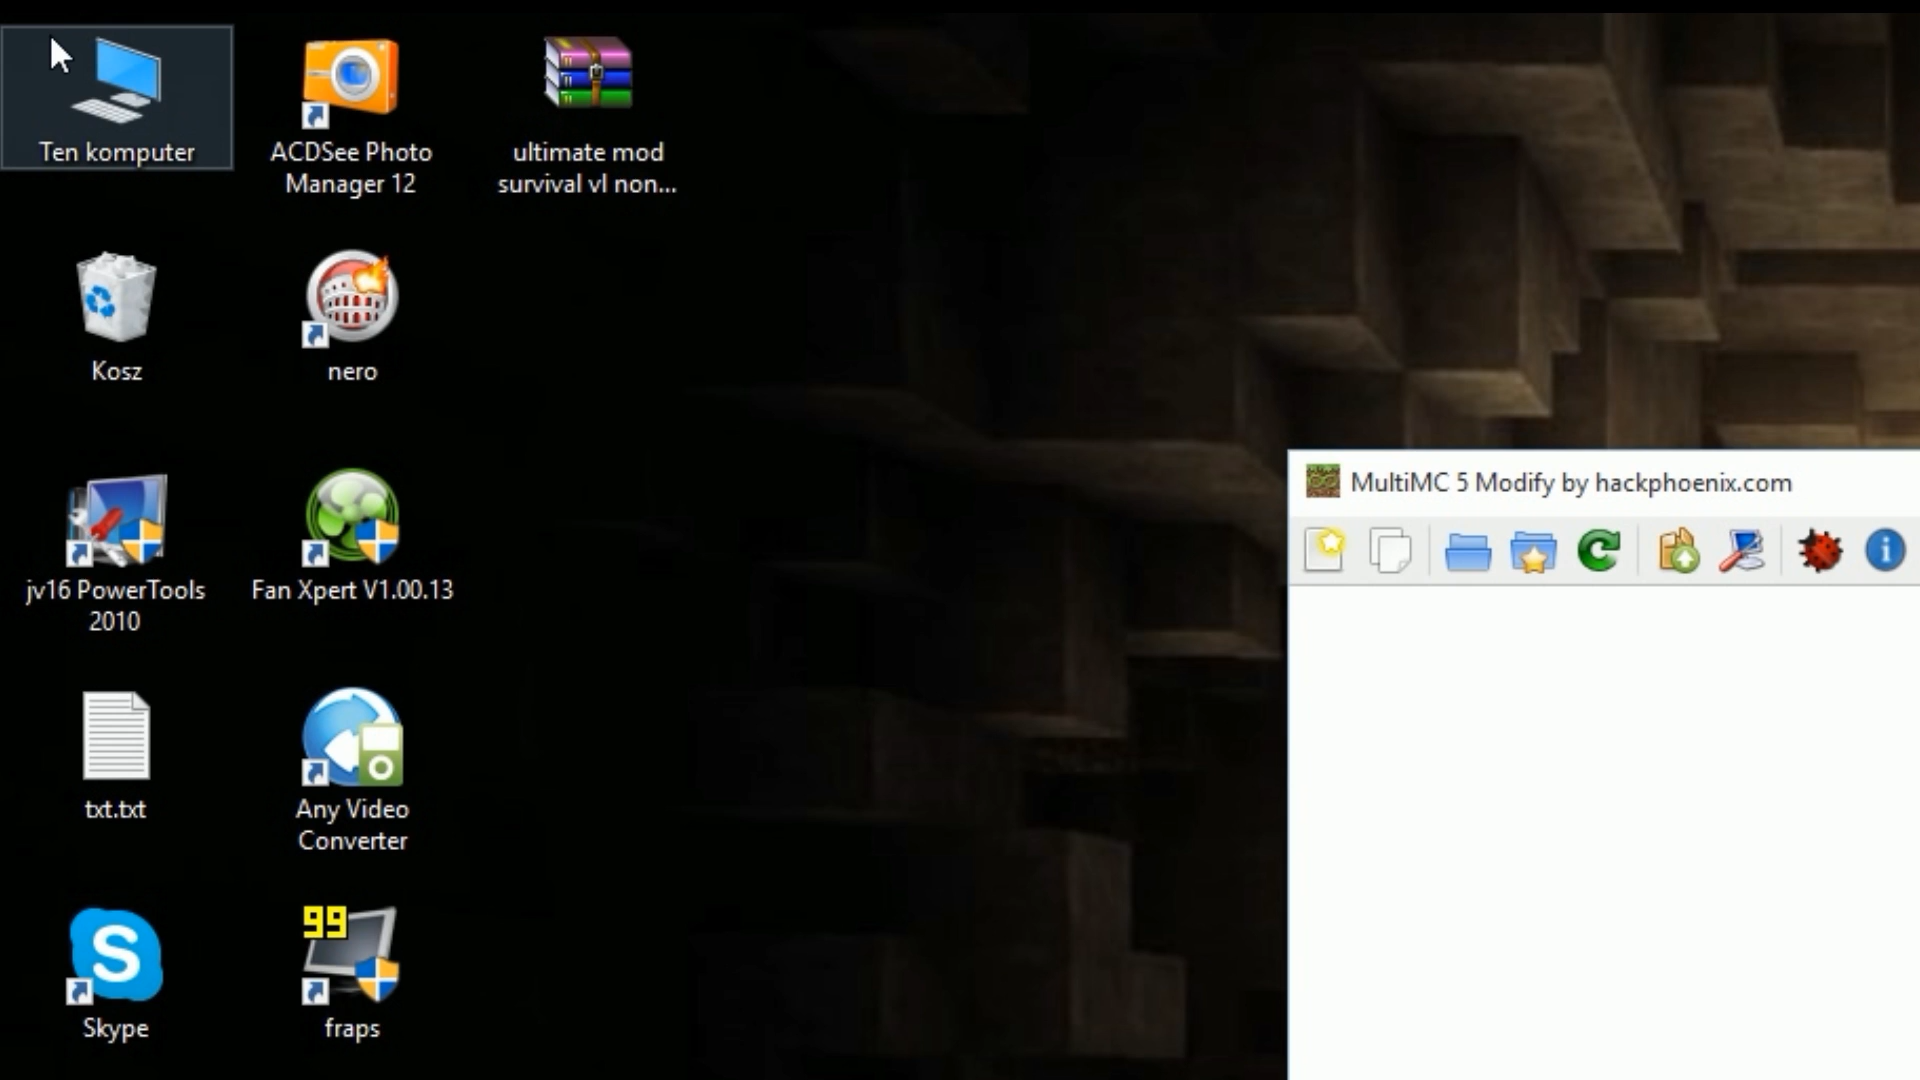 Ten komputer
ACDSee Photo
Manager 12
ultimate mod
survival vl non...
Kosz
nero
jv16 PowerTools
2010
Fan Xpert V1.00.13
txt.txt
Any Video
Converter
S
Skype
99
fraps
MultiMC 5 Modify by hackphoenix.com